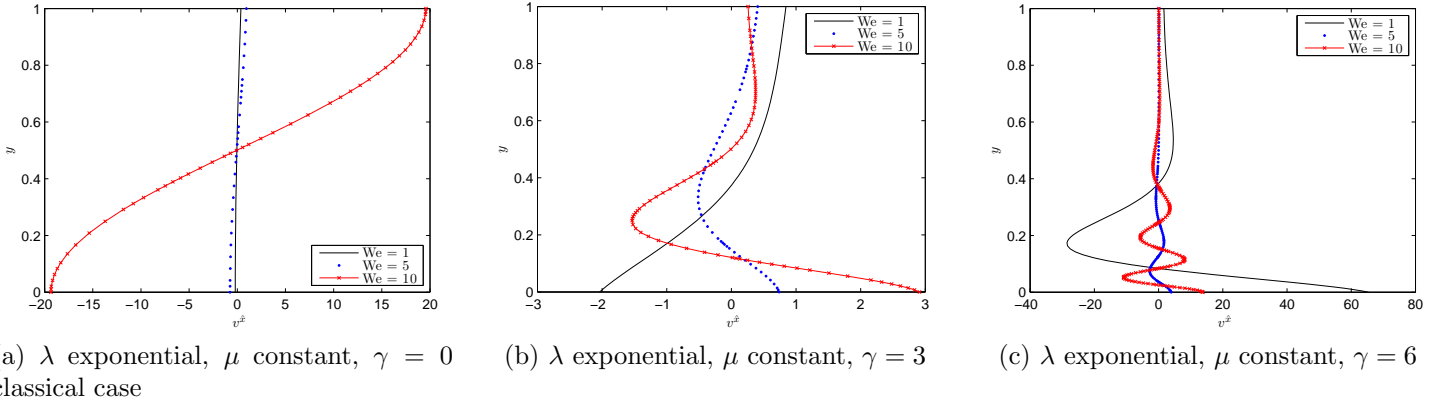 We = 1
We = 5
We = 10
y
0
0.2
0.4
0.6
0.8
1
−20 −15 −10 −5 0 5 10 15 20
v^x̂
We = 1
We = 5
We = 10
y
0
0.2
0.4
0.6
0.8
1
−3 −2 −1 0 1 2 3
v^x̂
We = 1
We = 5
We = 10
y
0
0.2
0.4
0.6
0.8
1
−40 −20 0 20 40 60 80
v^x̂
a) λ exponential, μ constant, γ = 0
classical case
(b) λ exponential, μ constant, γ = 3
(c) λ exponential, μ constant, γ = 6